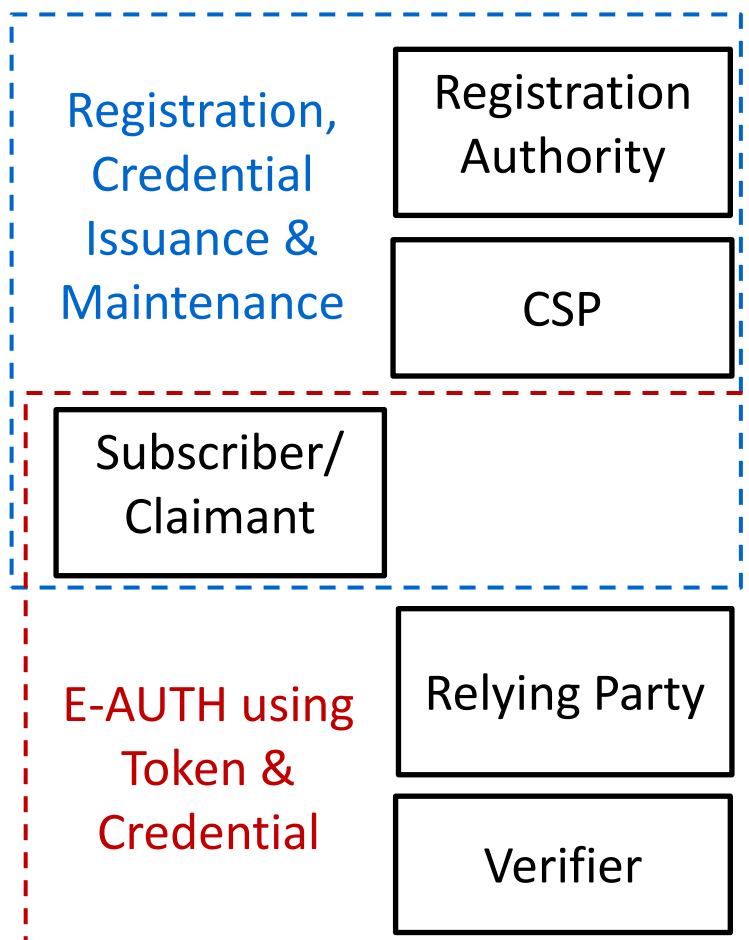 Registration,
Credential
Issuance &
Maintenance
Registration
Authority
CSP
Subscriber/
Claimant
E-AUTH using
Token &
Credential
Relying Party
Verifier